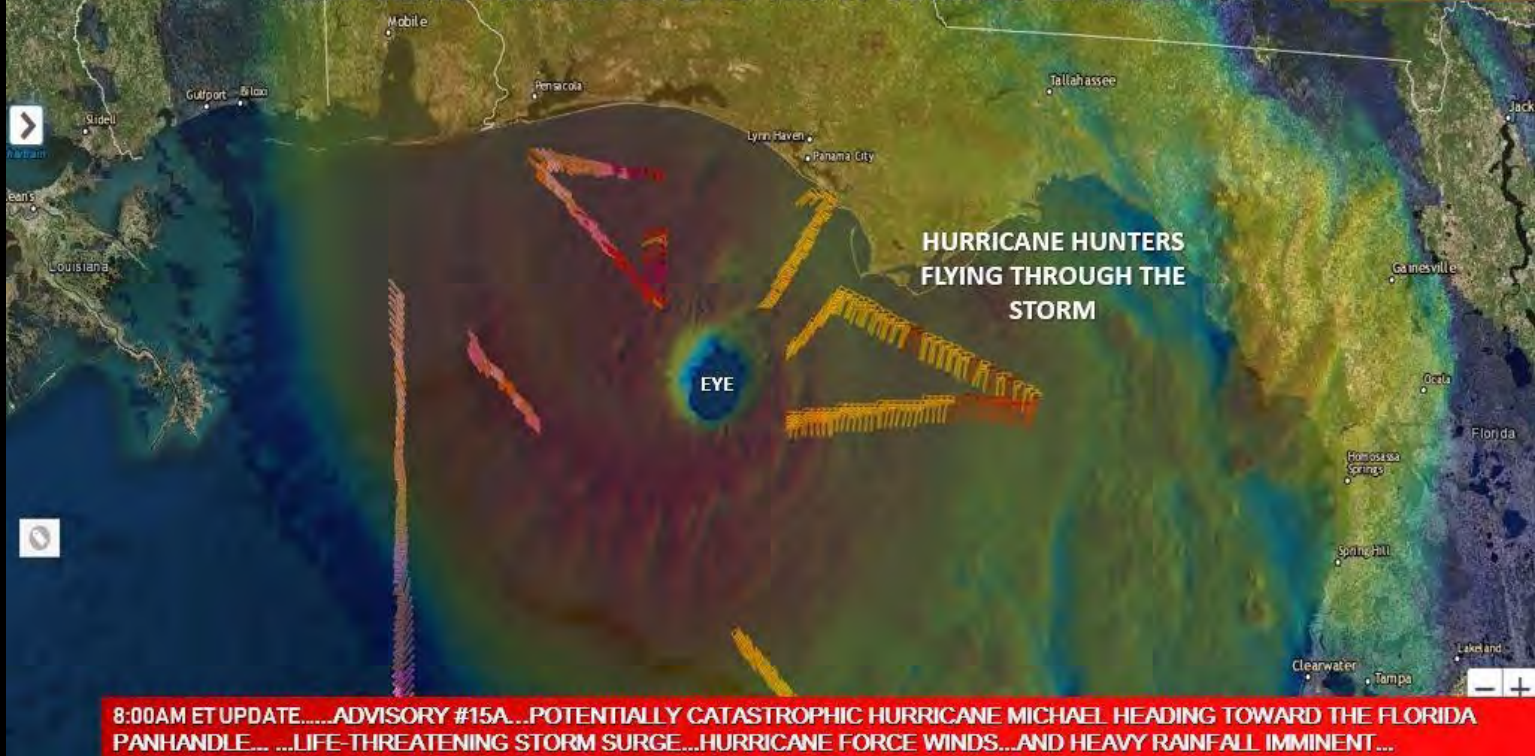 Mobile
Pensacola
Gulfport
Biloxi
Slidell
Tallahassee
Lynn Haven
Panama City
Jack
ean's
Louisiana
HURRICANE HUNTERS
FLYING THROUGH THE
STORM
Gainesville
EYE
Ocala
Florida
Homosassa
Springs
Spring Hill
Clearwater
Tampa
Lakeland
8:00AM ET UPDATE......ADVISORY #15A...POTENTIALLY CATASTROPHIC HURRICANE MICHAEL HEADING TOWARD THE FLORIDA
PANHANDLE... ...LIFE-THREATENING STORM SURGE...HURRICANE FORCE WINDS...AND HEAVY RAINFALL IMMINENT...